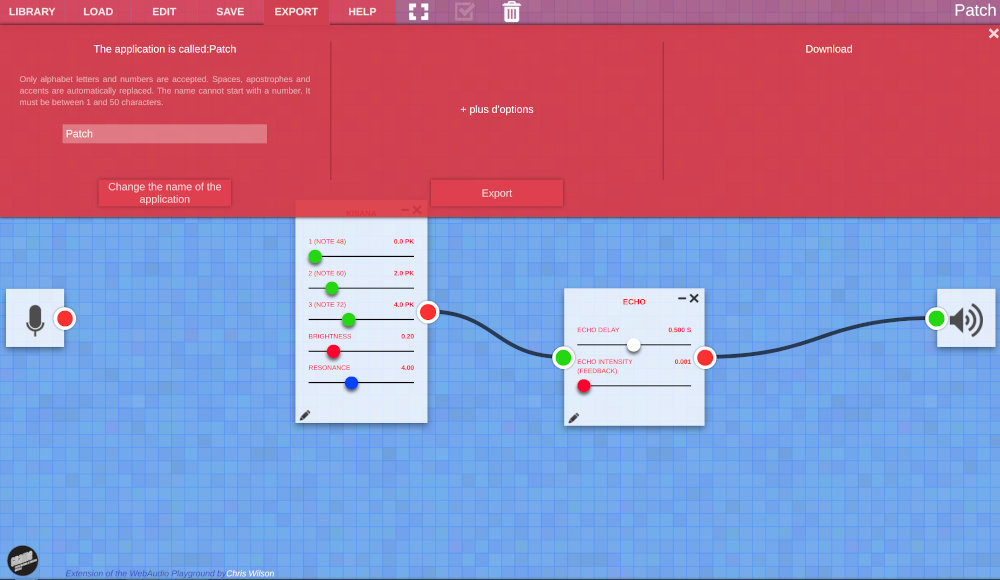 LIBRARY LOAD EDIT SAVE EXPORT HELP Patch
The application is called:Patch
Only alphabet letters and numbers are accepted. Spaces, apostrophes and
accents are automatically replaced. The name cannot start with a number. It
must be between 1 and 50 characters.
Patch
Change the name of the
application
+ plus d'options
Export
Download
KISANA
1 (NOTE 48) 0.0 PK
2 (NOTE 60) 2.0 PK
3 (NOTE 72) 4.0 PK
BRIGHTNESS 0.20
RESONANCE 4.00
ECHO
ECHO DELAY 0.500 S
ECHO INTENSITY 0.001
(FEEDBACK)
Extension of the WebAudio Playground by Chris Wilson